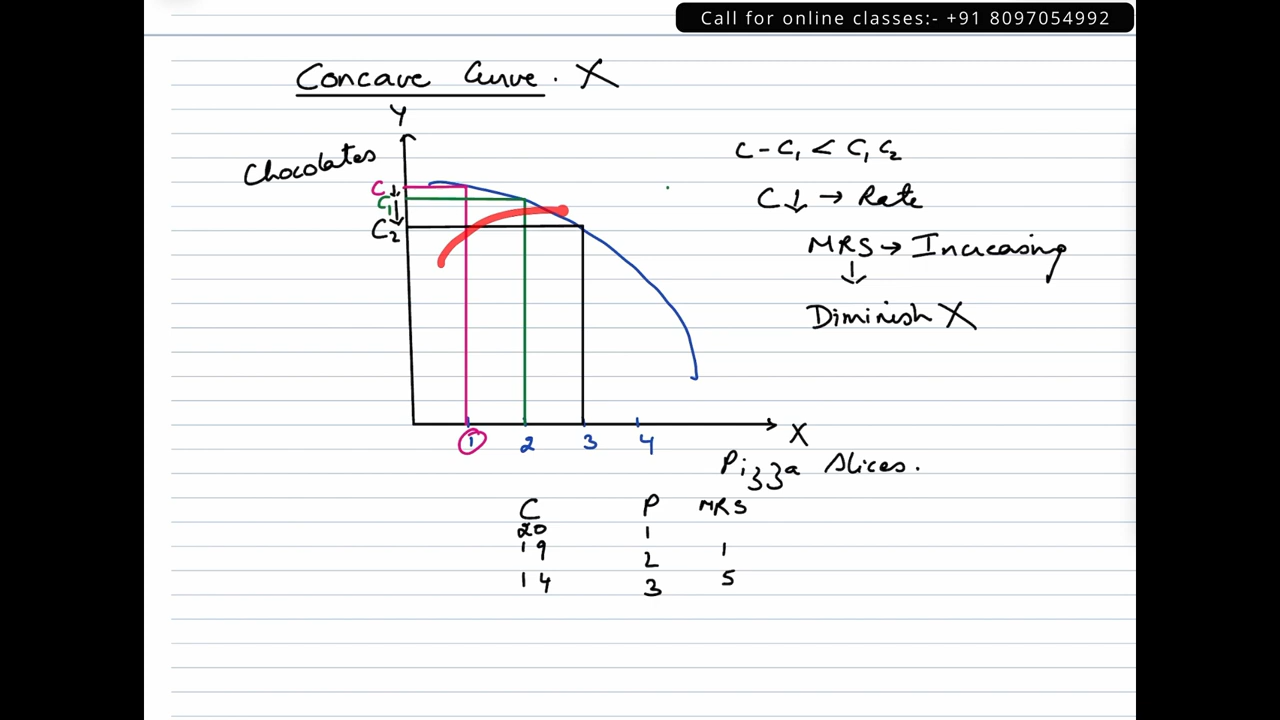 Call for online classes:- +91 8097054992
Concave Curve. X
Y
Chocolates
C
C1
C2
C - C1 < C1 C2
C↓ → Rate
MRS → Increasing
↓
Diminish X
1 2 3 4
X
Pizza Slices.
C P MRS
20 1
19 2 1
14 3 5